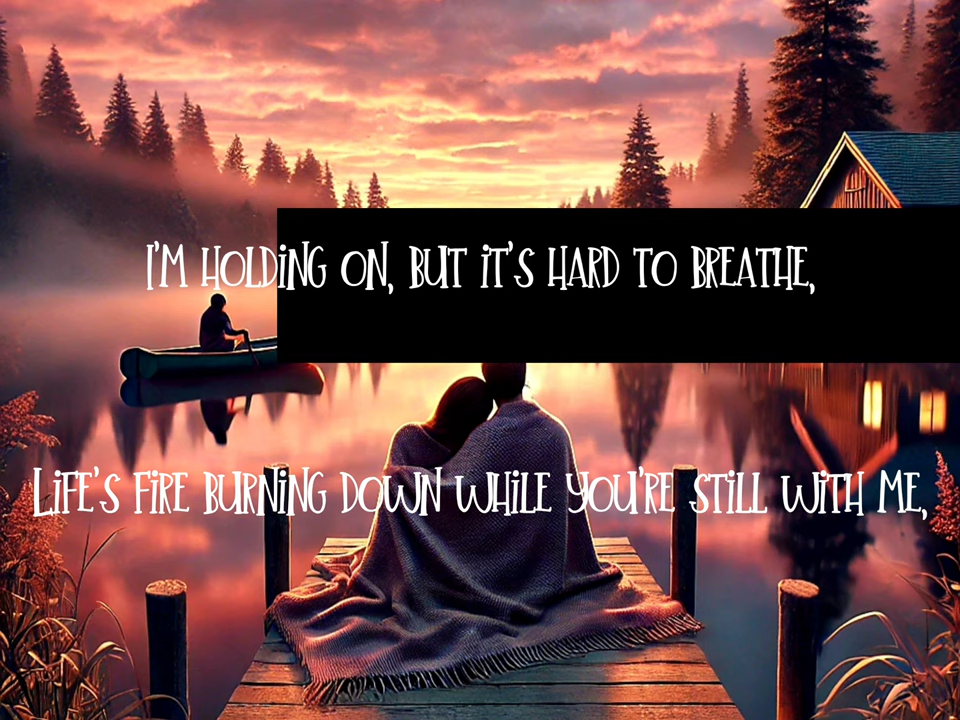 I'm holding on, but it's hard to breathe,
Life's fire burning down while you're still with me,